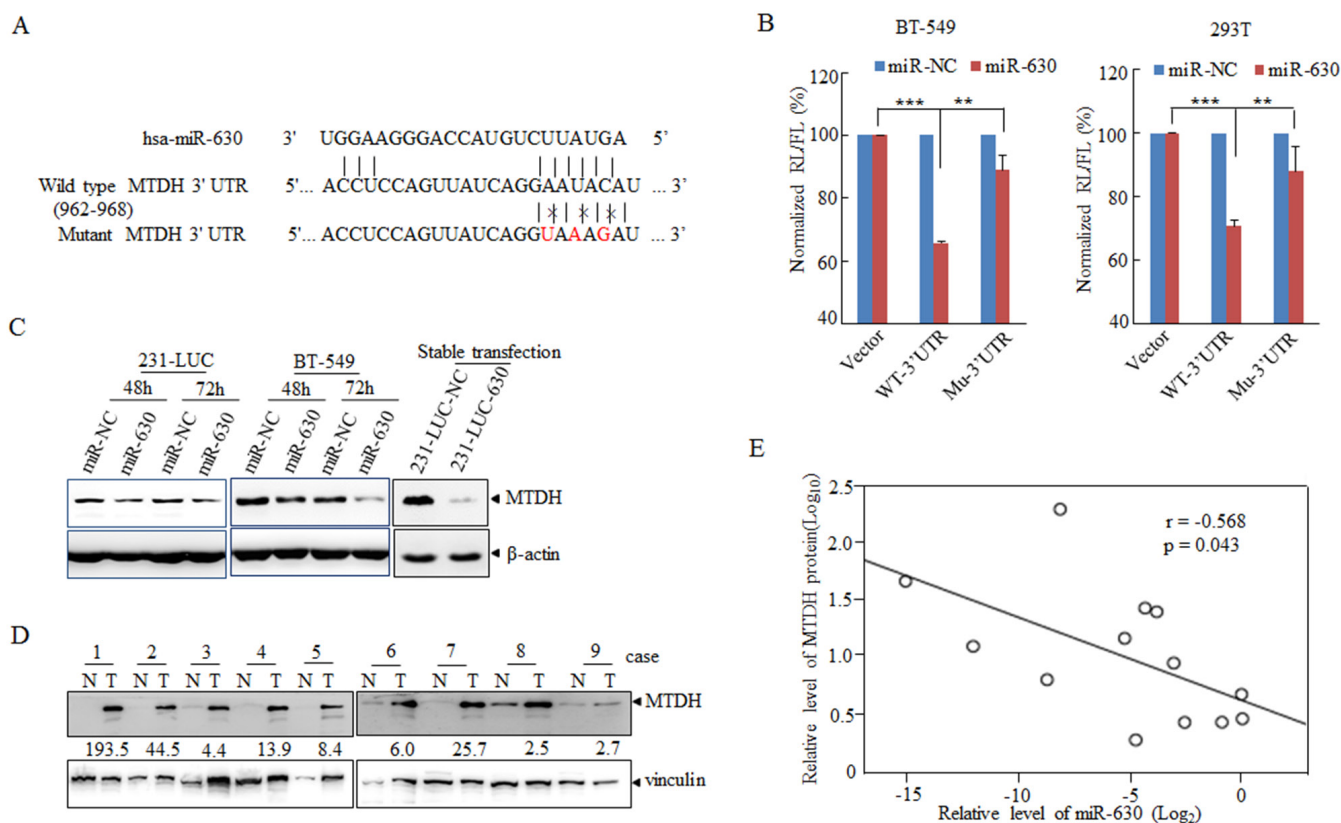 A
hsa-miR-630 3' UGGAAGGGACCAUGUCUUAUGA 5'
Wild type MTDH 3' UTR 5'... ACCUCCAGUUAUCAGGAAUACAU ... 3'
(962-968)
Mutant MTDH 3' UTR 5'... ACCUCCAGUUAUCAGGUAAAGAU ... 3'
B
BT-549
miR-NC miR-630
Normalized RL/FL (%)
120
100
80
60
40
*** **
Vector
WT-3'UTR
Mu-3'UTR
293T
miR-NC miR-630
Normalized RL/FL (%)
120
100
80
60
40
*** **
Vector
WT-3'UTR
Mu-3'UTR
C
231-LUC
48h 72h
miR-NC
miR-630
miR-NC
miR-630
BT-549
48h 72h
miR-NC
miR-630
miR-NC
miR-630
Stable transfection
231-LUC-NC
231-LUC-630
MTDH
β-actin
D
1 2 3 4 5 6 7 8 9 case
N T N T N T N T N T N T N T N T N T
MTDH
193.5 44.5 4.4 13.9 8.4 6.0 25.7 2.5 2.7
vinculin
E
Relative level of MTDH protein(Log10)
2.5
2.0
1.5
1.0
0.5
0
r = -0.568
p = 0.043
-15 -10 -5 0
Relative level of miR-630 (Log2)